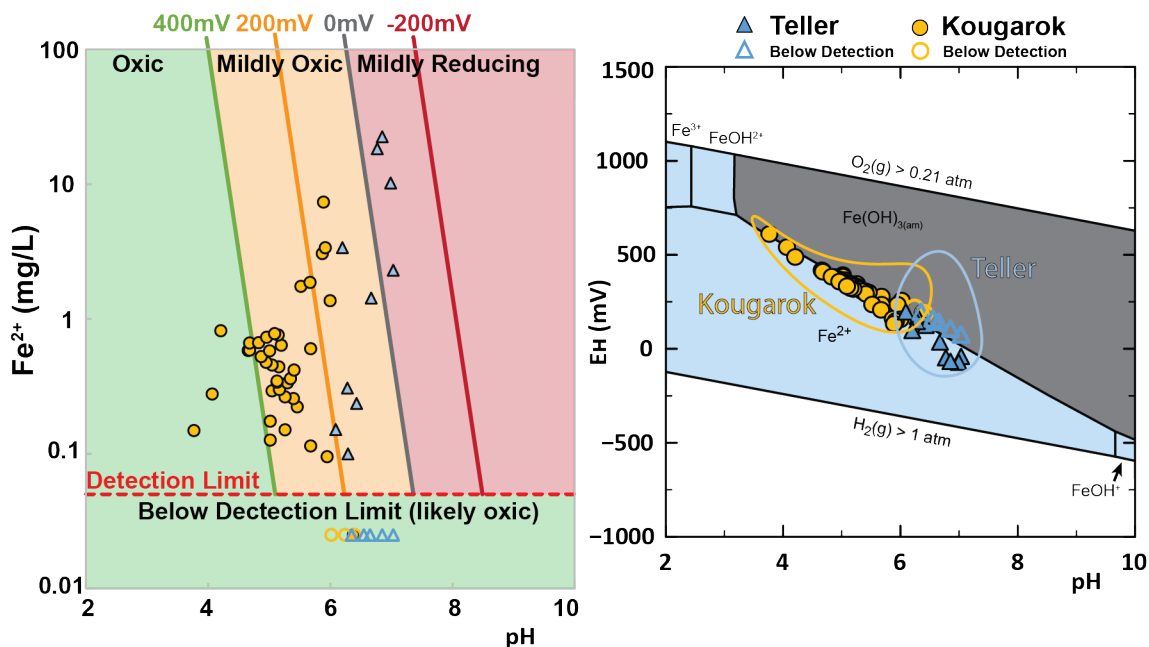 400mV 200mV 0mV -200mV
Oxic Mildly Oxic Mildly Reducing
100
10
1
0.1
0.01
Fe²⁺ (mg/L)
Detection Limit
Below Dectection Limit (likely oxic)
2 4 6 8 10
pH
Teller Kougarok
Below Detection Below Detection
1500
1000
500
0
−500
−1000
EH (mV)
Fe³⁺ FeOH²⁺
O₂(g) > 0.21 atm
Fe(OH)₃(am)
Teller
Kougarok
Fe²⁺
H₂(g) > 1 atm
FeOH⁺
2 4 6 8 10
pH